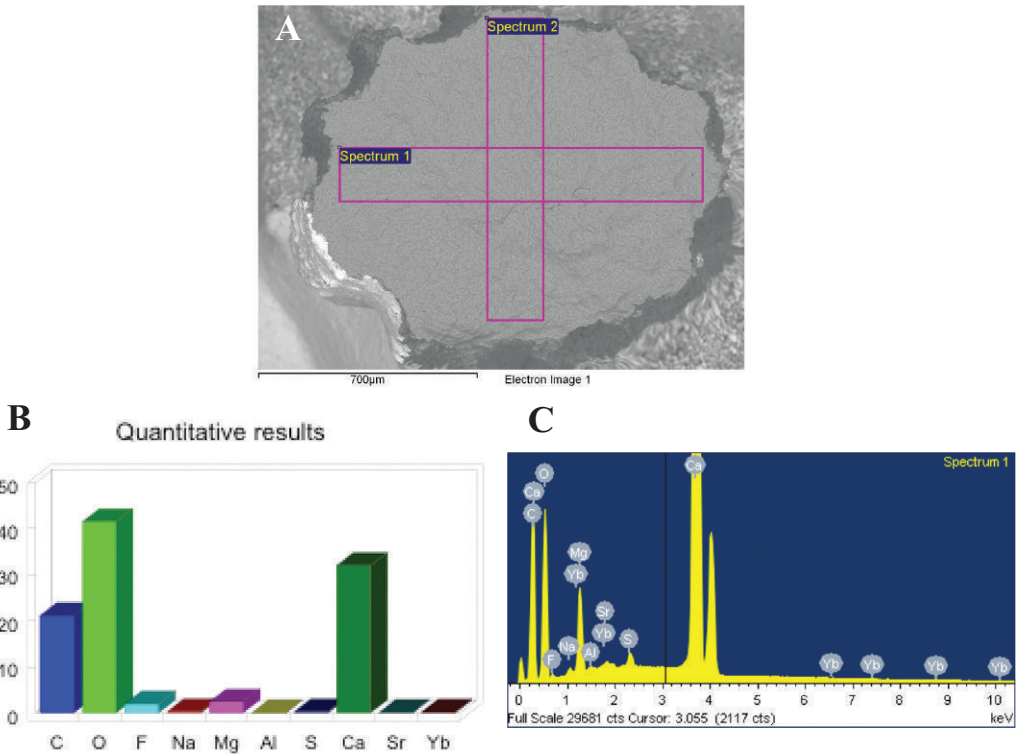 A
Spectrum 2
Spectrum 1
700µm
Electron Image 1
B
Quantitative results
50
40
30
20
10
0
C O F Na Mg Al S Ca Sr Yb
C
Spectrum 1
Ca
O
Ca
C
Mg
Yb
Sr
Na
Yb
S
F
Al
Yb
Yb
Yb
Yb
0 1 2 3 4 5 6 7 8 9 10
Full Scale 29681 cts Cursor: 3.055 (2117 cts)
keV